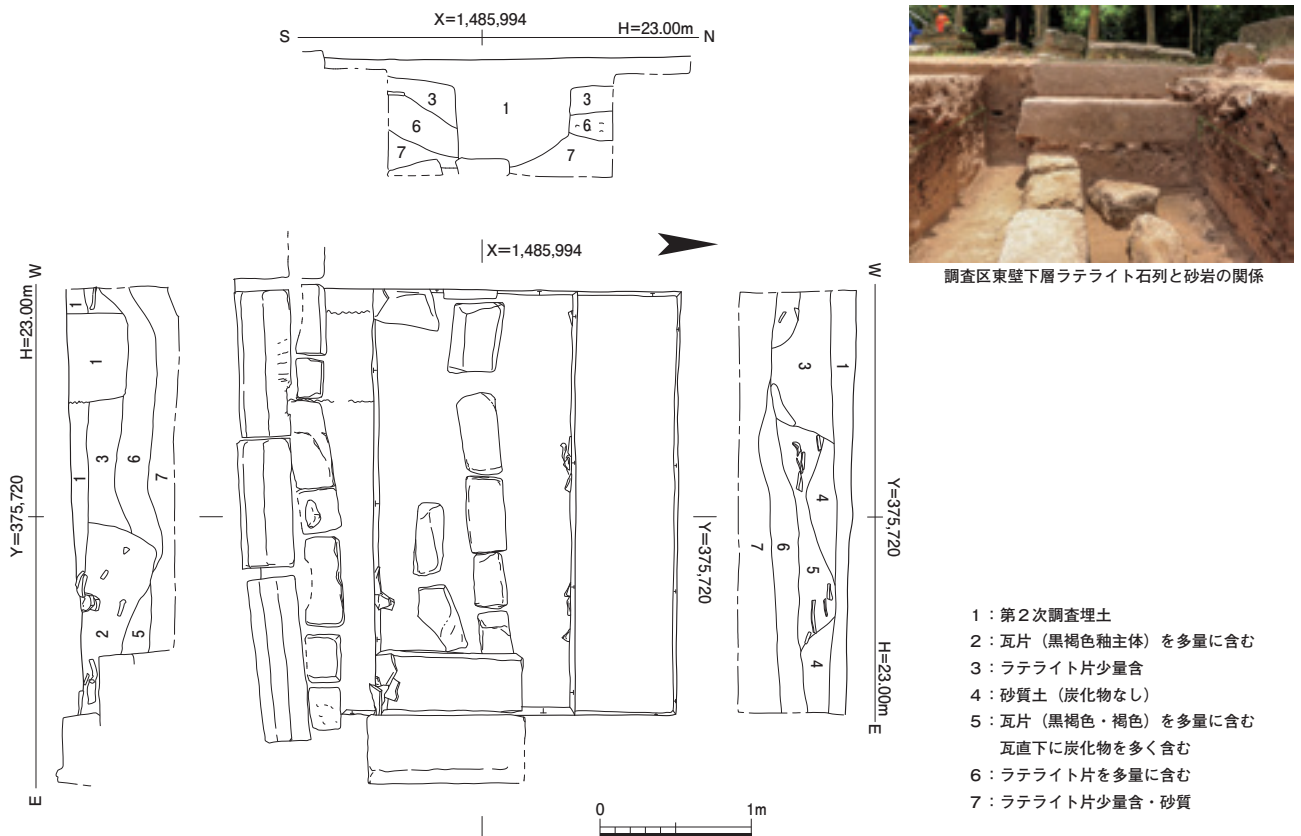 X=1,485,994
S
H=23.00m
N
3
1
3
6
6
7
7
調査区東壁下層ラテライト石列と砂岩の関係
X=1,485,994
W
H=23.00m
1
1
3
6
1
7
Y=375,720
2
5
E
Y=375,720
W
3
1
4
7
6
5
4
Y=375,720
H=23.00m
E
1：第２次調査埋土
2：瓦片（黒褐色釉主体）を多量に含む
3：ラテライト片少量含
4：砂質土（炭化物なし）
5：瓦片（黒褐色・褐色）を多量に含む
瓦直下に炭化物を多く含む
6：ラテライト片を多量に含む
7：ラテライト片少量含・砂質
0
1m